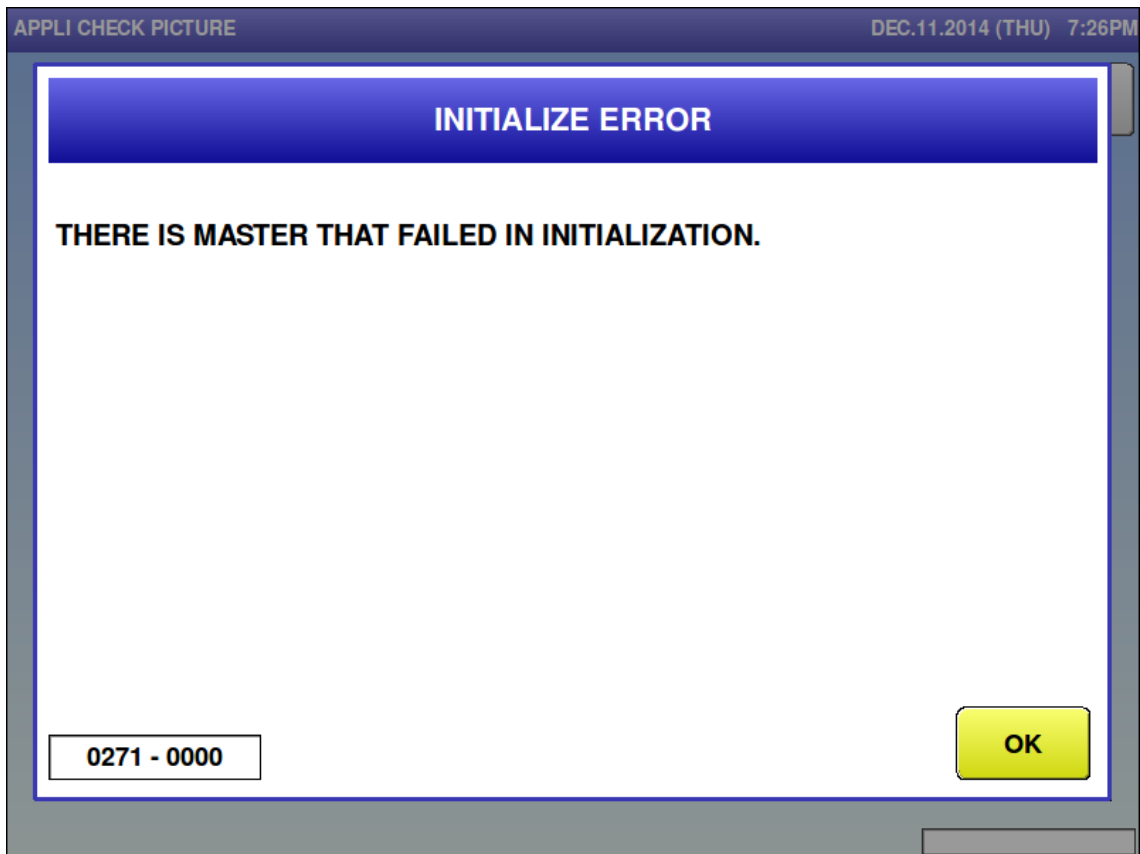 APPLI CHECK PICTURE DEC.11.2014 (THU) 7:26PM
INITIALIZE ERROR
THERE IS MASTER THAT FAILED IN INITIALIZATION.
OK
0271 - 0000